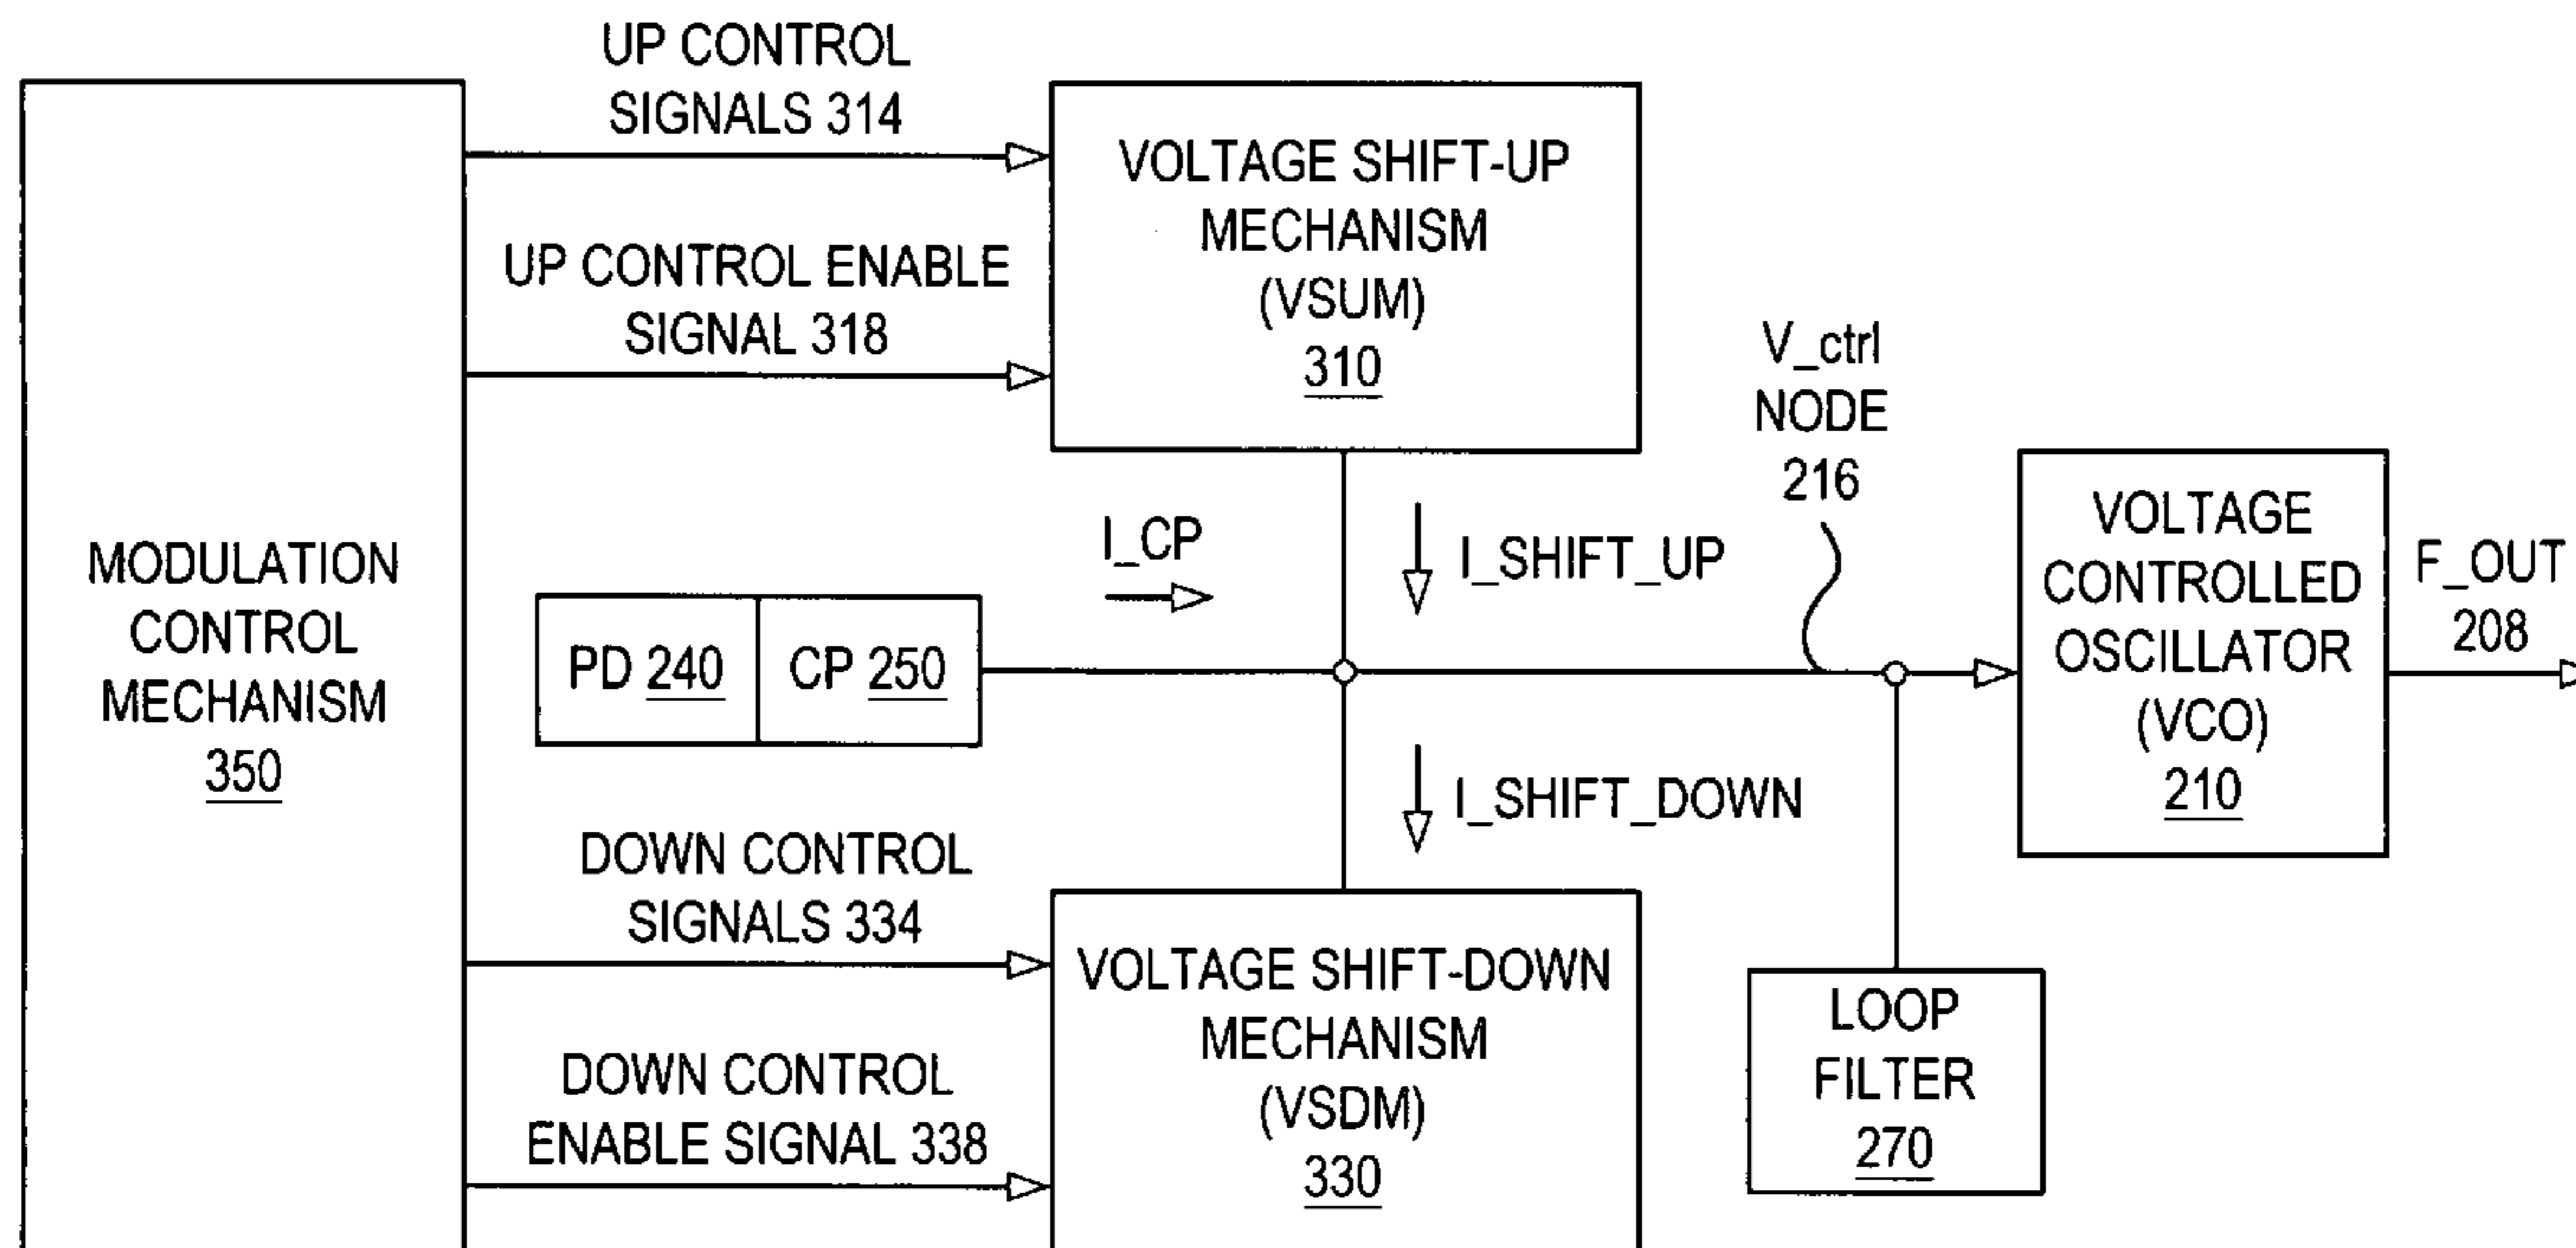 UP CONTROL
SIGNALS 314
UP CONTROL ENABLE
SIGNAL 318
VOLTAGE SHIFT-UP
MECHANISM
(VSUM)
310
MODULATION
CONTROL
MECHANISM
350
I_CP
PD 240
CP 250
I_SHIFT_UP
I_SHIFT_DOWN
V_ctrl
NODE
216
VOLTAGE
CONTROLLED
OSCILLATOR
(VCO)
210
F_OUT
208
DOWN CONTROL
SIGNALS 334
DOWN CONTROL
ENABLE SIGNAL 338
VOLTAGE SHIFT-DOWN
MECHANISM
(VSDM)
330
LOOP
FILTER
270